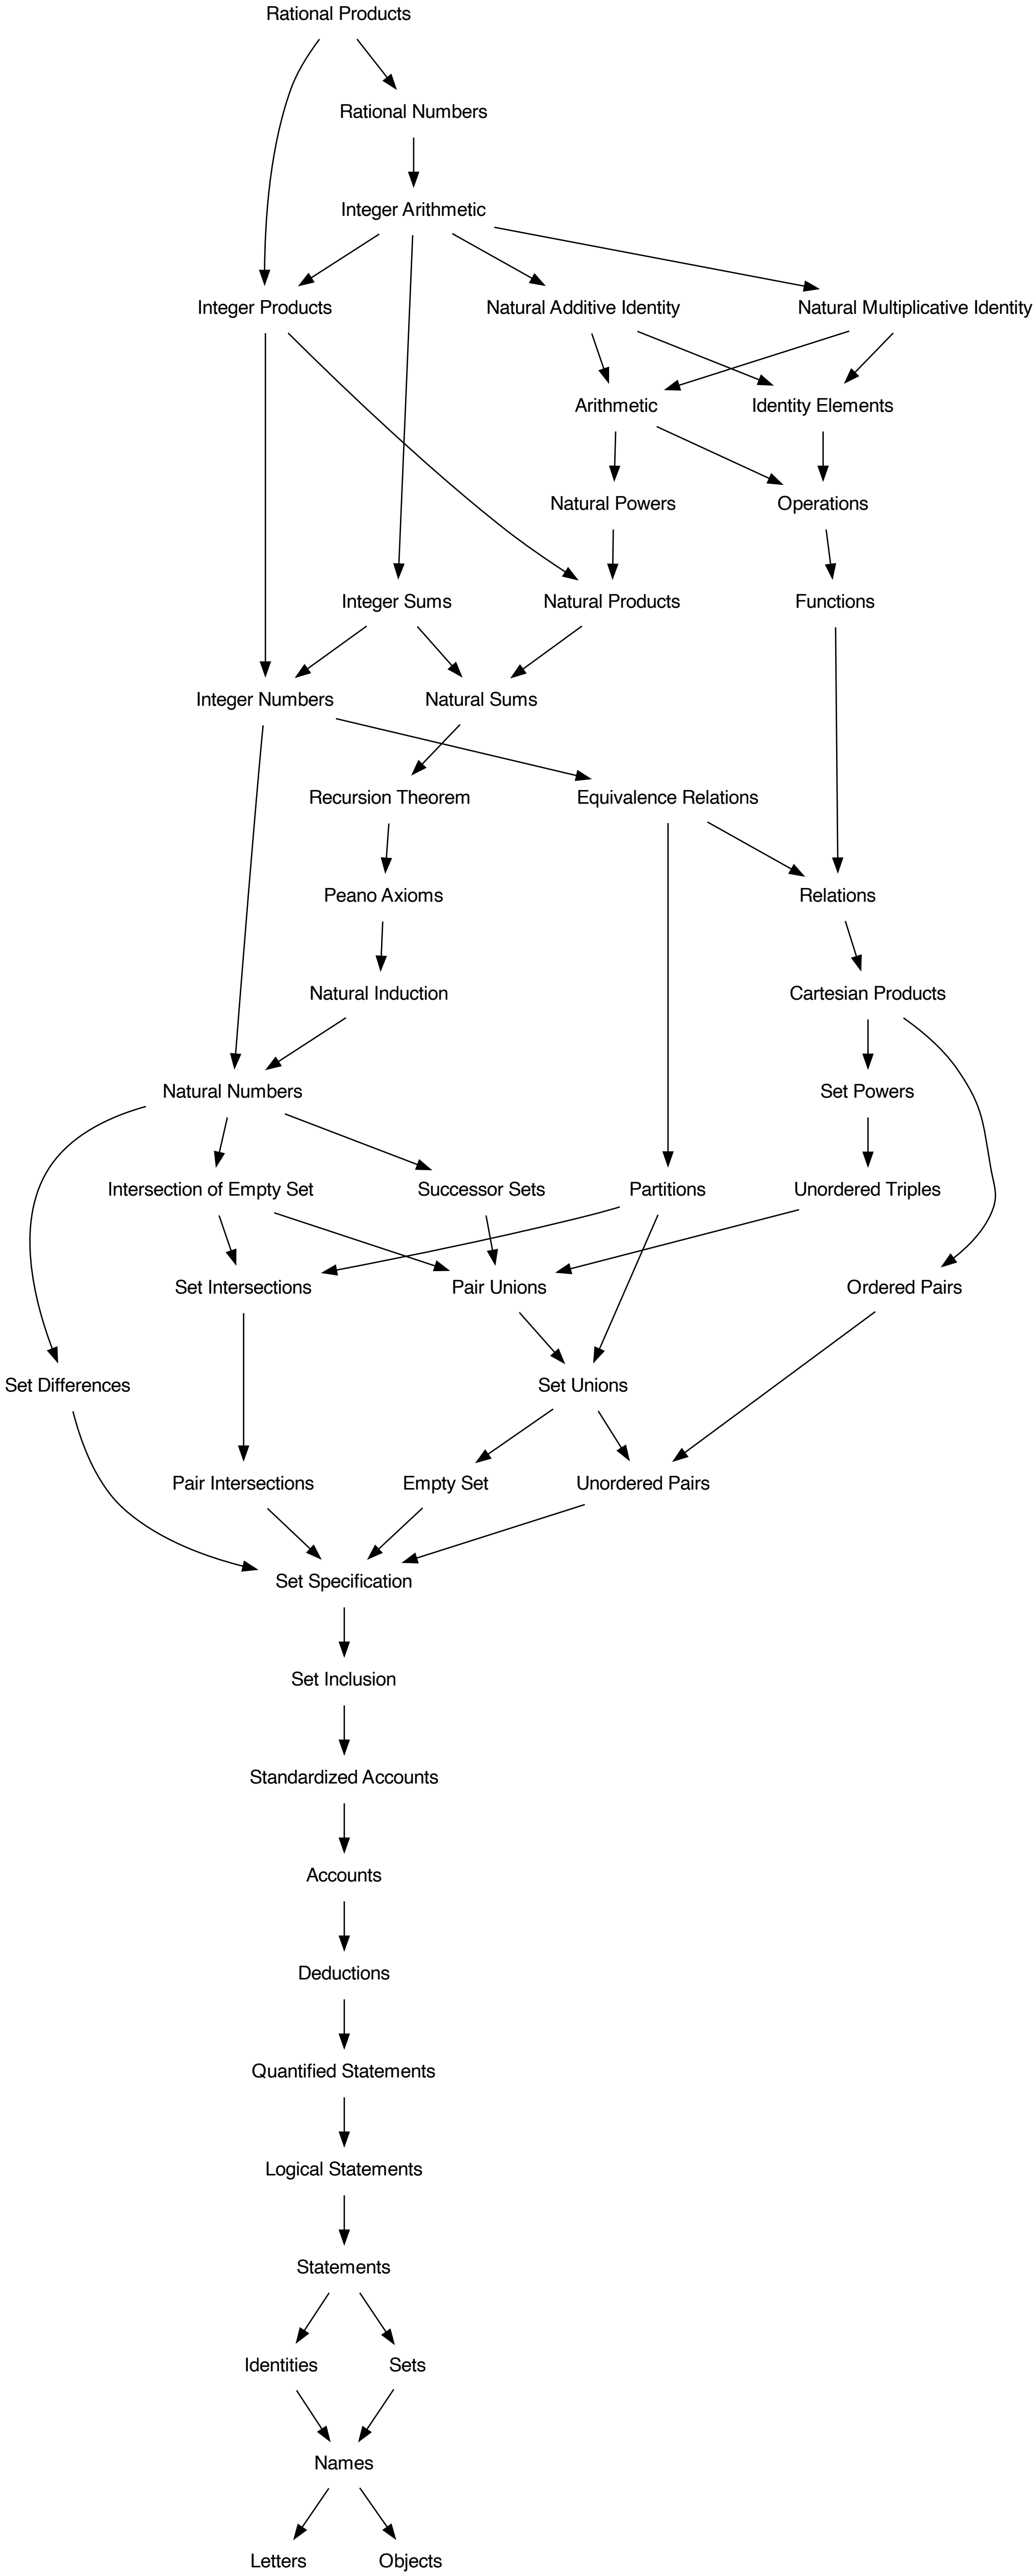 Rational Products
Rational Numbers
Integer Arithmetic
Integer Products
Natural Additive Identity
Natural Multiplicative Identity
Arithmetic
Identity Elements
Natural Powers
Operations
Integer Sums
Natural Products
Functions
Integer Numbers
Natural Sums
Recursion Theorem
Equivalence Relations
Peano Axioms
Relations
Natural Induction
Cartesian Products
Natural Numbers
Set Powers
Intersection of Empty Set
Successor Sets
Partitions
Unordered Triples
Set Intersections
Pair Unions
Ordered Pairs
Set Differences
Set Unions
Pair Intersections
Empty Set
Unordered Pairs
Set Specification
Set Inclusion
Standardized Accounts
Accounts
Deductions
Quantified Statements
Logical Statements
Statements
Identities
Sets
Names
Letters
Objects